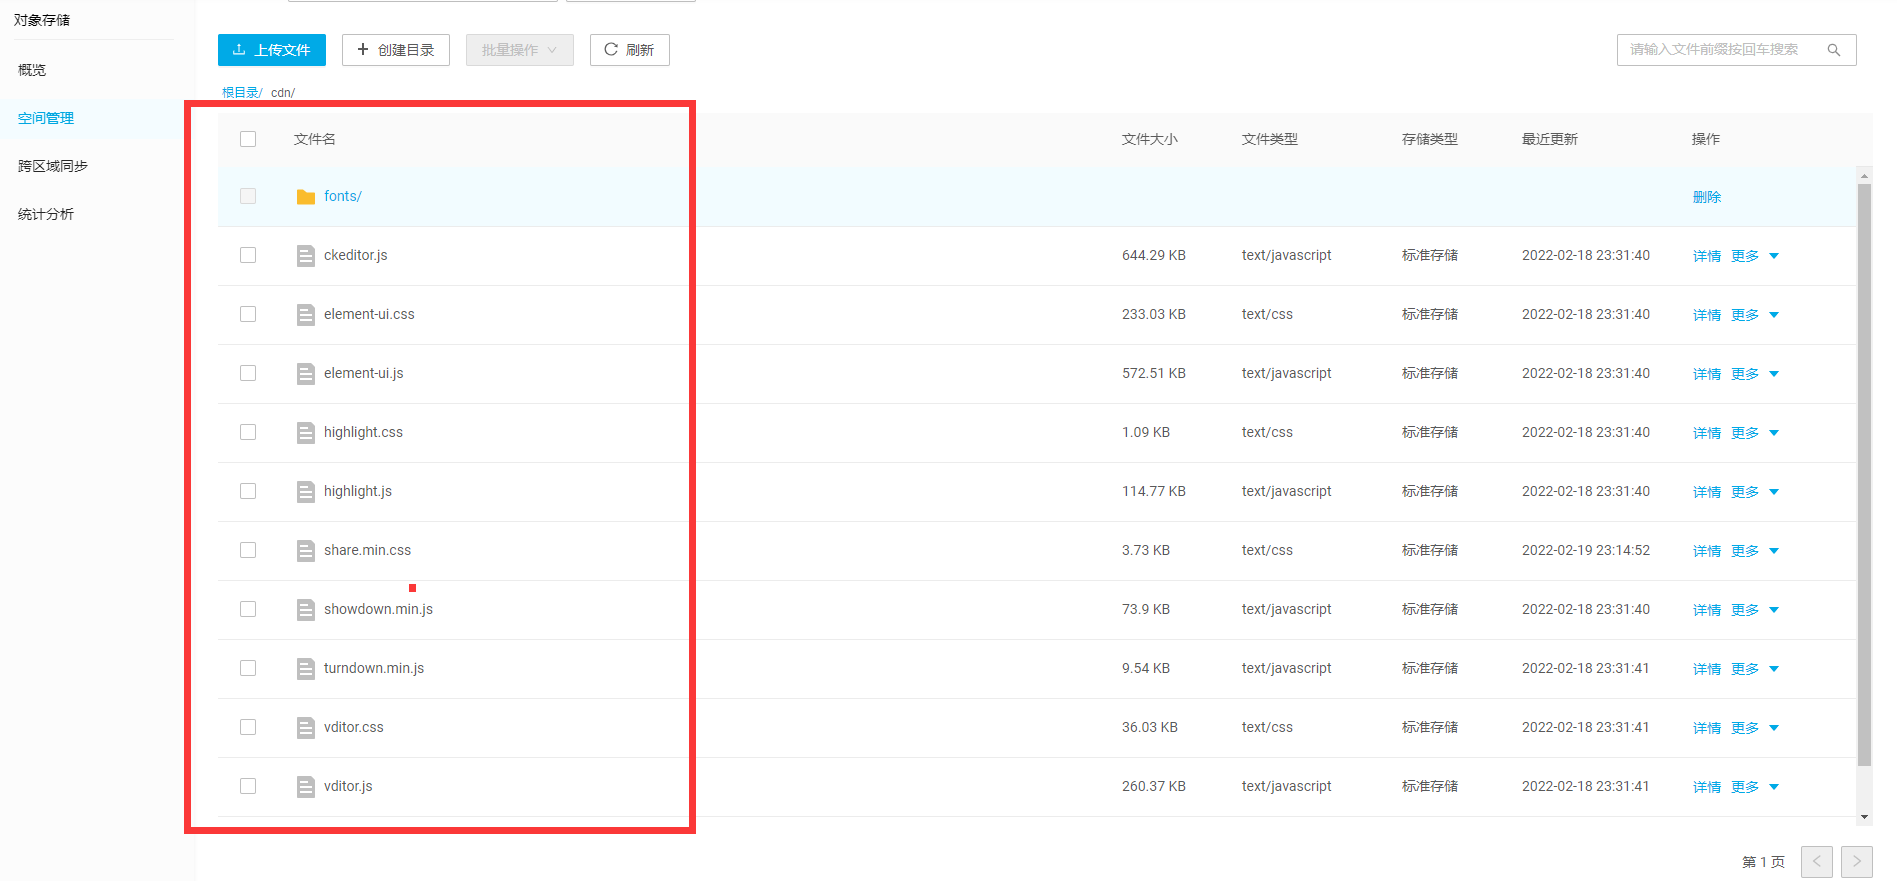 对象存储
概览
空间管理
跨区域同步
统计分析
上传文件 创建目录 批量操作 刷新 请输入文件前缀按回车搜索
根目录/ cdn/
文件名 文件大小 文件类型 存储类型 最近更新 操作
fonts/ 删除
ckeditor.js 644.29 KB text/javascript 标准存储 2022-02-18 23:31:40 详情 更多
element-ui.css 233.03 KB text/css 标准存储 2022-02-18 23:31:40 详情 更多
element-ui.js 572.51 KB text/javascript 标准存储 2022-02-18 23:31:40 详情 更多
highlight.css 1.09 KB text/css 标准存储 2022-02-18 23:31:40 详情 更多
highlight.js 114.77 KB text/javascript 标准存储 2022-02-18 23:31:40 详情 更多
share.min.css 3.73 KB text/css 标准存储 2022-02-19 23:14:52 详情 更多
showdown.min.js 73.9 KB text/javascript 标准存储 2022-02-18 23:31:40 详情 更多
turndown.min.js 9.54 KB text/javascript 标准存储 2022-02-18 23:31:41 详情 更多
vditor.css 36.03 KB text/css 标准存储 2022-02-18 23:31:41 详情 更多
vditor.js 260.37 KB text/javascript 标准存储 2022-02-18 23:31:41 详情 更多
第 1 页